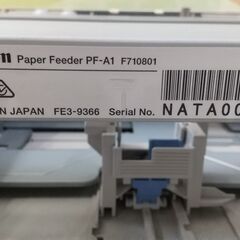 n Paper Feeder PF-A1 F710801
N JAPAN FE3-9366 Serial No. NATA00